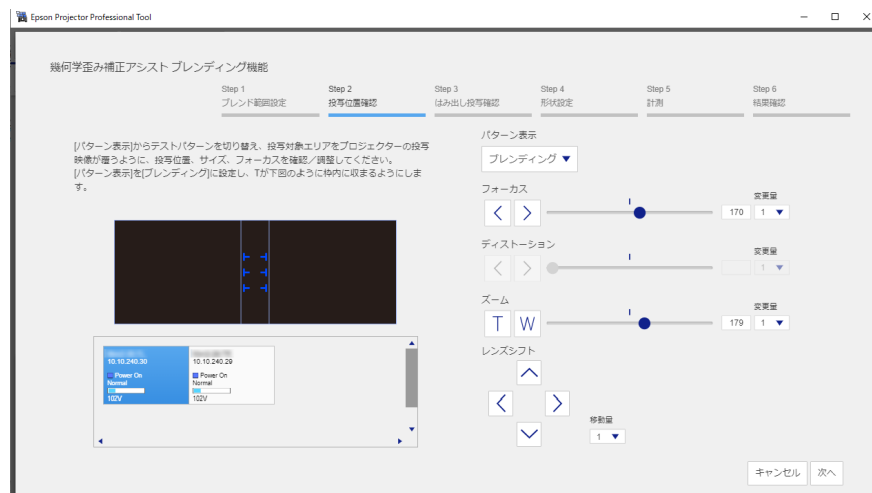 Epson Projector Professional Tool
幾何学歪み補正アシスト ブレンディング機能
Step 1
ブレンド範囲設定
Step 2
投写位置確認
Step 3
はみ出し投写確認
Step 4
形状設定
Step 5
計測
Step 6
結果確認
[パターン表示]からテストパターンを切り替え、投写対象エリアをプロジェクターの投写
映像が覆うように、投写位置、サイズ、フォーカスを確認／調整してください。
[パターン表示]を[ブレンディング]に設定し、Tが下図のように枠内に収まるようにしま
す。
10.10.240.30
Power On
Normal
102V
10.10.240.29
Power On
Normal
102V
パターン表示
ブレンディング
フォーカス
170
変更量
1
ディストーション
変更量
1
ズーム
T W
179
変更量
1
レンズシフト
移動量
1
キャンセル
次へ